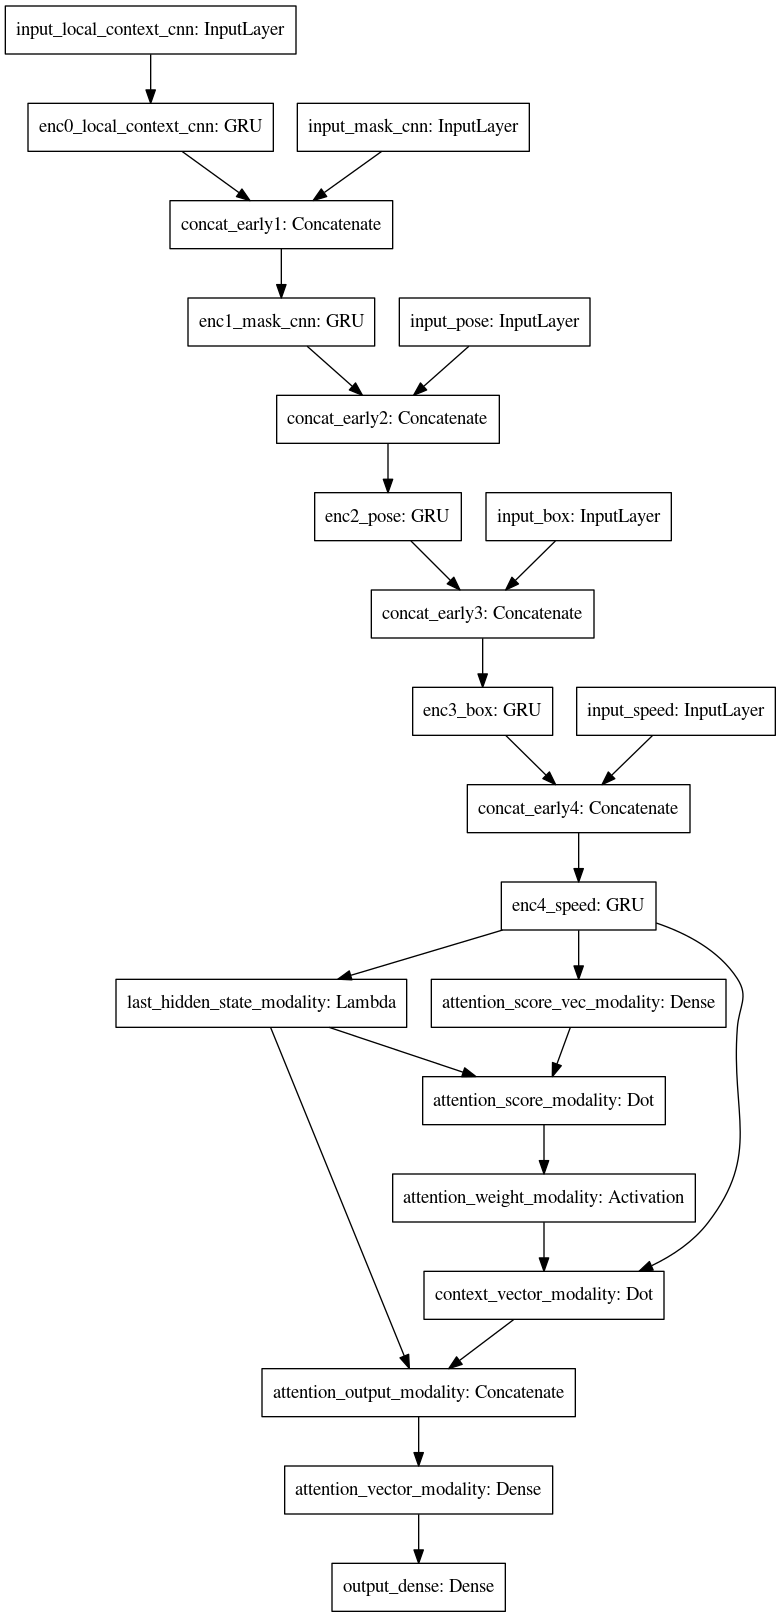 input_local_context_cnn: InputLayer
enc0_local_context_cnn: GRU
input_mask_cnn: InputLayer
concat_early1: Concatenate
enc1_mask_cnn: GRU
input_pose: InputLayer
concat_early2: Concatenate
enc2_pose: GRU
input_box: InputLayer
concat_early3: Concatenate
enc3_box: GRU
input_speed: InputLayer
concat_early4: Concatenate
enc4_speed: GRU
last_hidden_state_modality: Lambda
attention_score_vec_modality: Dense
attention_score_modality: Dot
attention_weight_modality: Activation
context_vector_modality: Dot
attention_output_modality: Concatenate
attention_vector_modality: Dense
output_dense: Dense